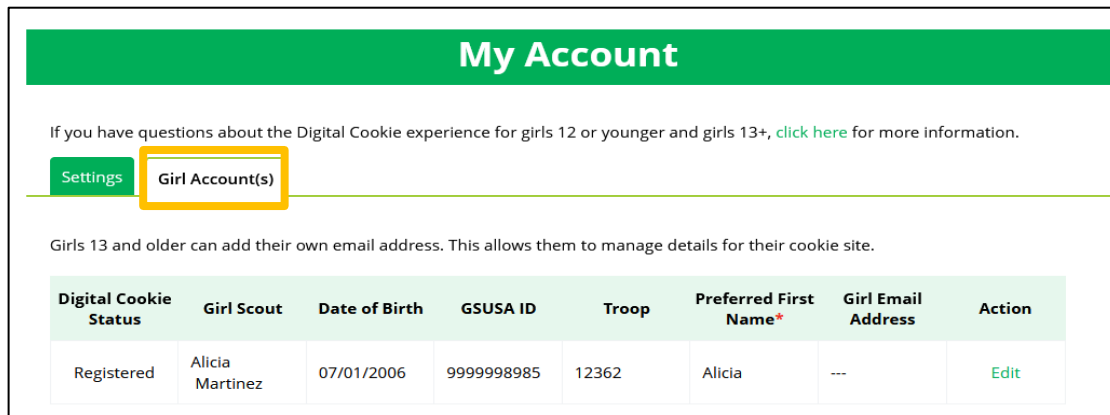 My Account
If you have questions about the Digital Cookie experience for girls 12 or younger and girls 13+, click here for more information.
Settings Girl Account(s)
Girls 13 and older can add their own email address. This allows them to manage details for their cookie site.
Digital Cookie Status Girl Scout Date of Birth GSUSA ID Troop Preferred First Name* Girl Email Address Action
Registered Alicia Martinez 07/01/2006 9999998985 12362 Alicia --- Edit